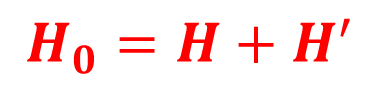 H₀ = H + H′